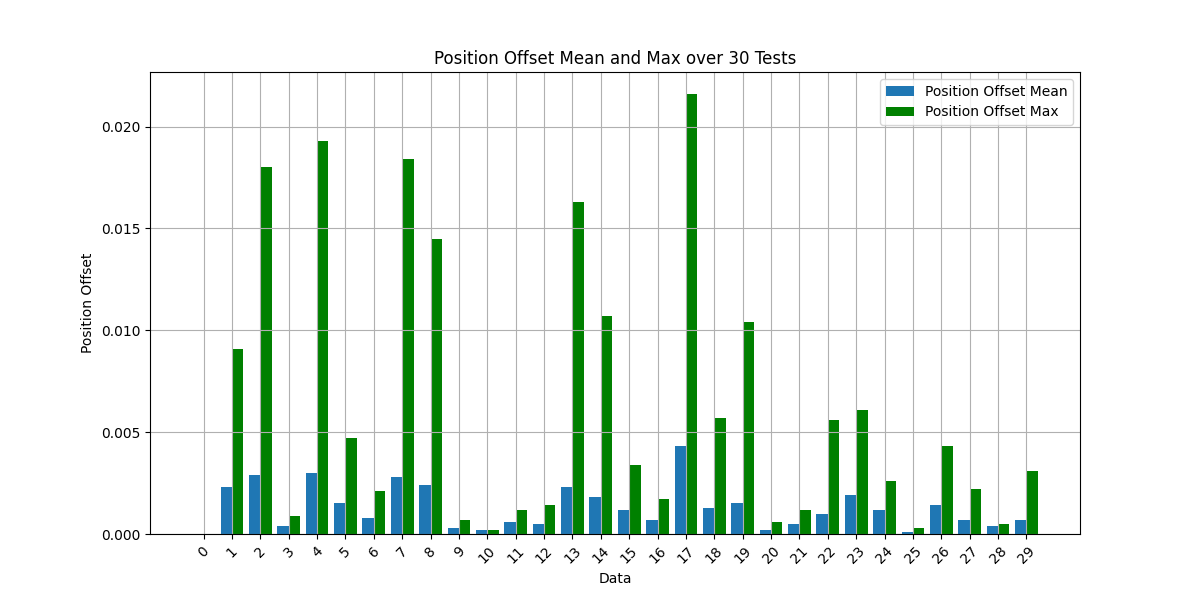 Position Offset Mean and Max over 30 Tests
Position Offset Mean
Position Offset Max
0.020
0.015
0.010
0.005
0.000
Position Offset
0 1 2 3 4 5 6 7 8 9 10 11 12 13 14 15 16 17 18 19 20 21 22 23 24 25 26 27 28 29
Data